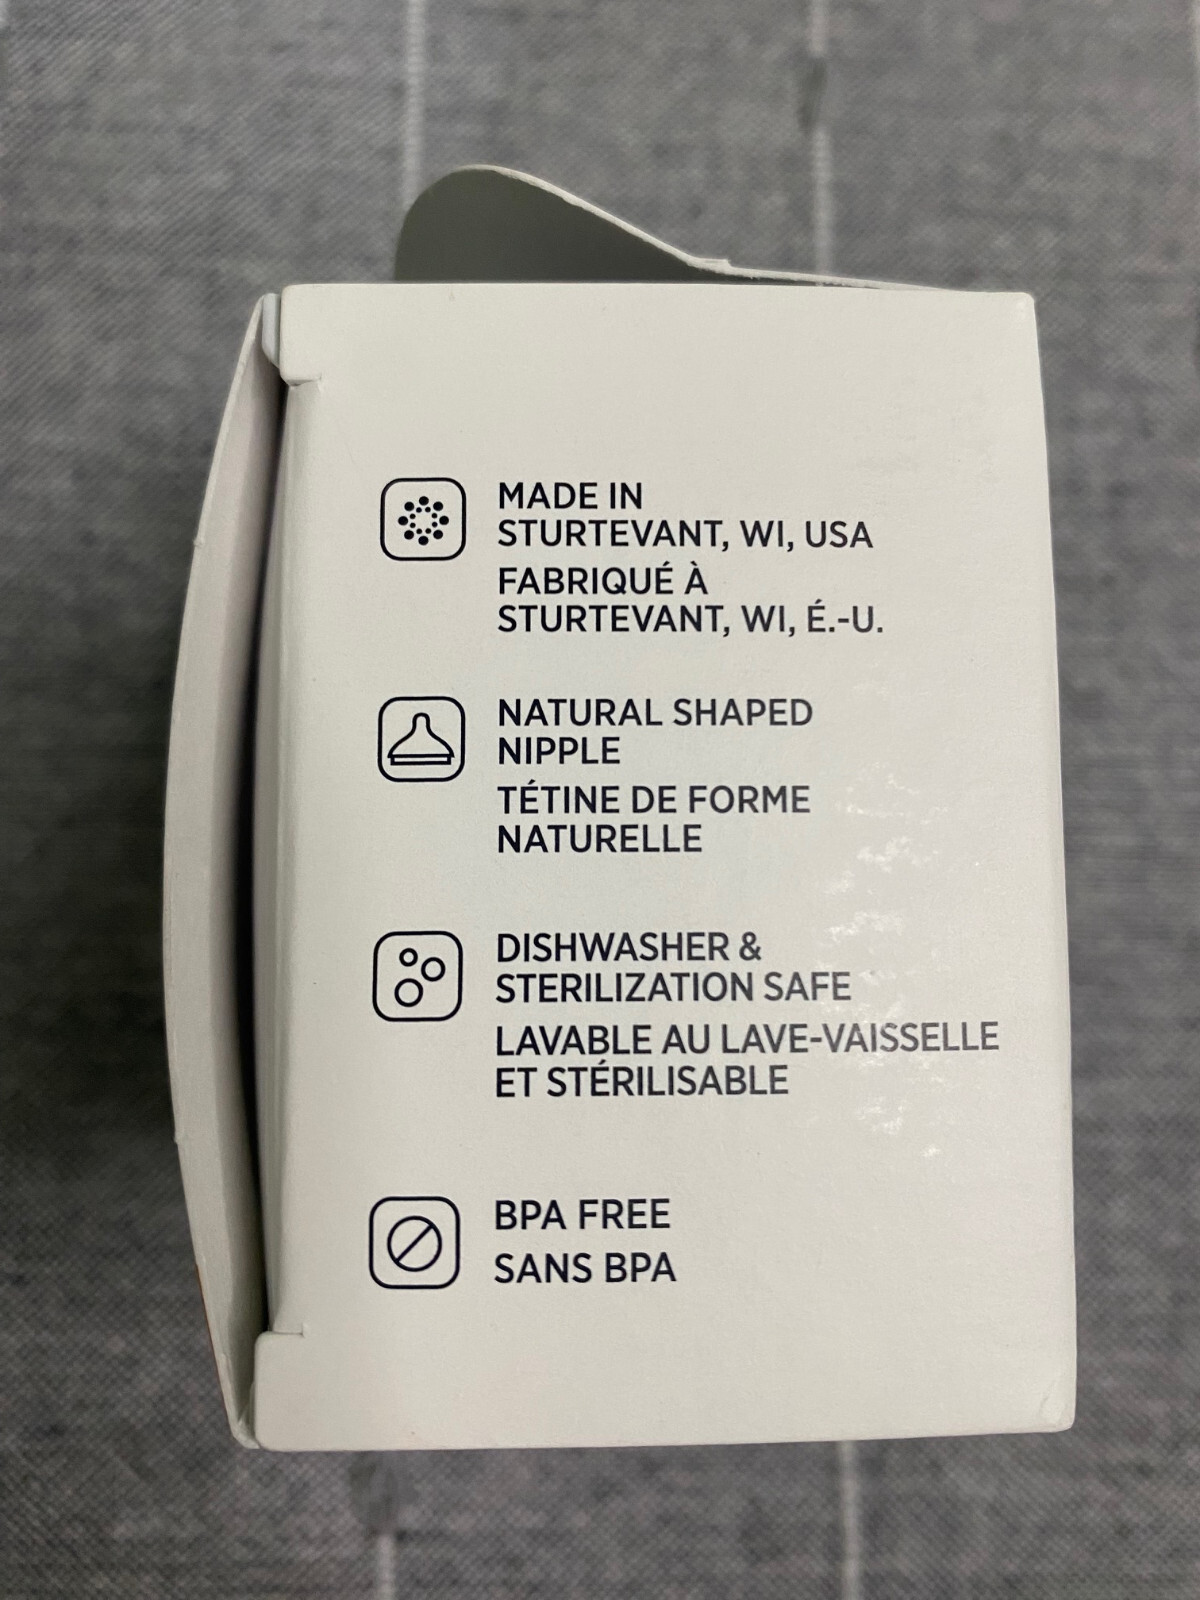 MADE IN
STURTEVANT, WI, USA
FABRIQUÉ À
STURTEVANT, WI, É.-U.
NATURAL SHAPED
NIPPLE
TÉTINE DE FORME
NATURELLE
DISHWASHER &
STERILIZATION SAFE
LAVABLE AU LAVE-VAISSELLE
ET STÉRILISABLE
BPA FREE
SANS BPA